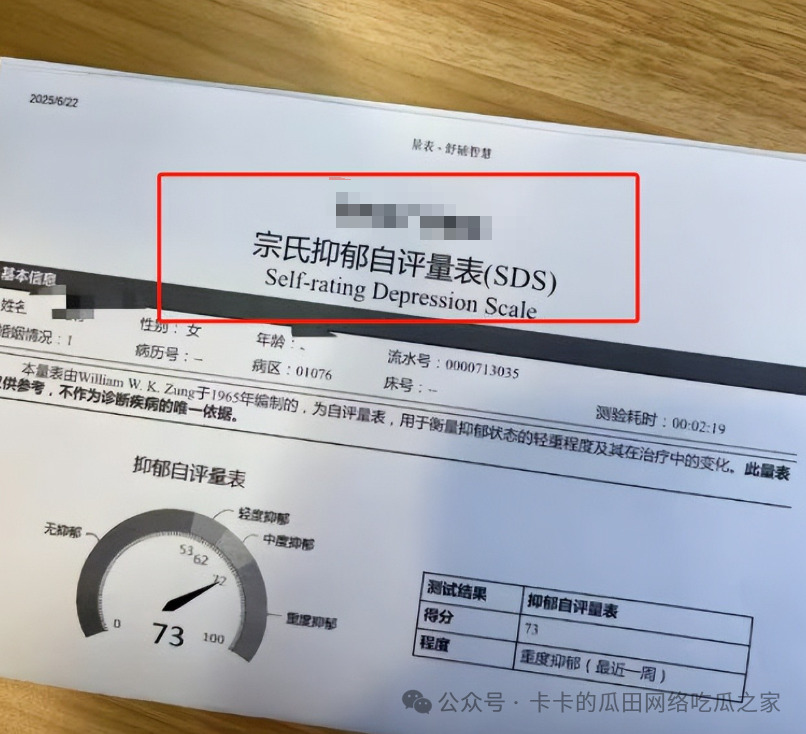 2025/6/22
量表、舒辅智慧
宗氏抑郁自评量表(SDS)
Self-rating Depression Scale
基本信息
姓名
性别：女
年龄：-
流水号：0000713035
婚姻情况：1
病历号：--
病区：01076
床号：--
测验耗时：00:02:19
本量表由William W. K. Zung于1965年编制的，为自评量表，用于衡量抑郁状态的轻重程度及其在治疗中的变化。此量表
仅供参考，不作为诊断疾病的唯一依据。
抑郁自评量表
无抑郁
轻度抑郁
中度抑郁
重度抑郁
0
53
62
72
100
73
测试结果 抑郁自评量表
得分 73
程度 重度抑郁（最近一周）
公众号·卡卡的瓜田网络吃瓜之家